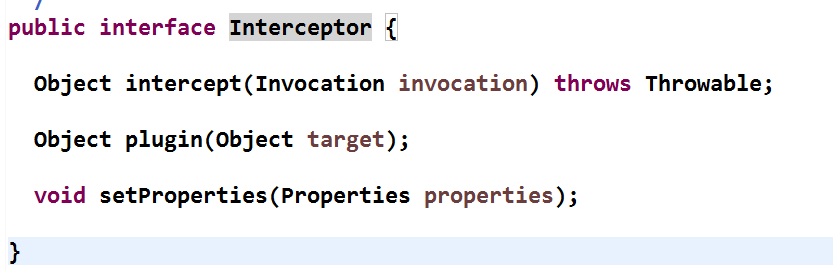 /
public interface Interceptor {
Object intercept(Invocation invocation) throws Throwable;
Object plugin(Object target);
void setProperties(Properties properties);
}